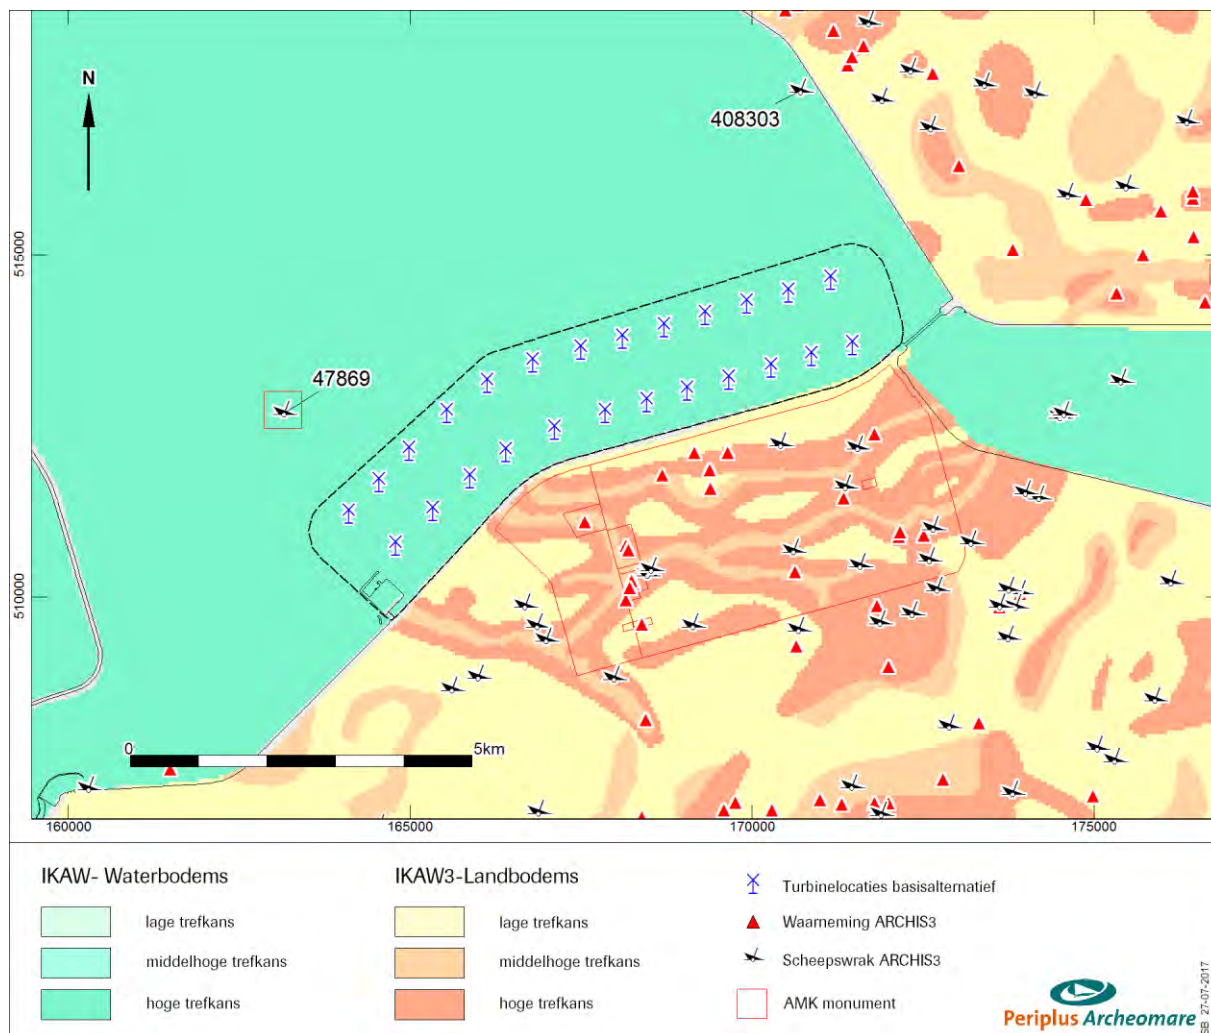 N
408303
515000
47869
510000
0
5km
160000
165000
170000
175000
IKAW- Waterbodems
lage trefkans
middelhoge trefkans
hoge trefkans
IKAW3-Landbodems
lage trefkans
middelhoge trefkans
hoge trefkans
Turbinelocaties basisalternatief
Waarneming ARCHIS3
Scheepswrak ARCHIS3
AMK monument
Periplus Archeomare
SB 27-07-2017